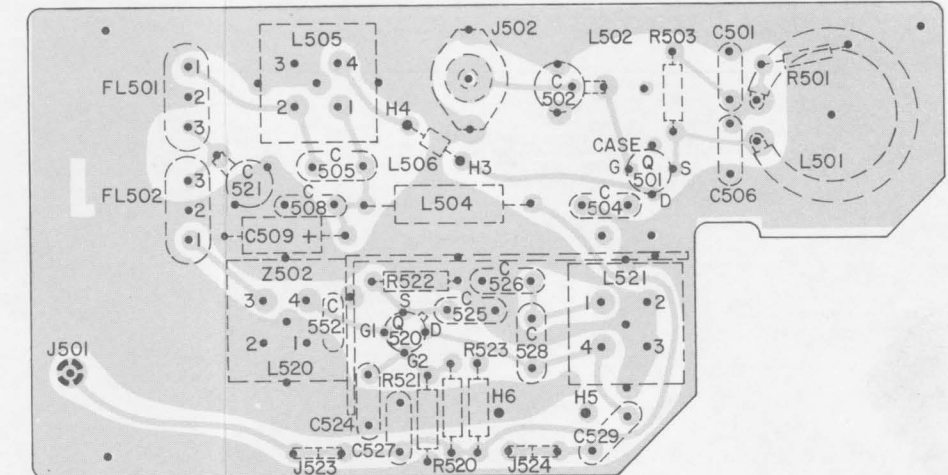 L505
J502
L502
R503
C501
FL501
1
2
3
3
4
2
1
C
502
R501
H4
CASE
L506
H3
C
505
G
Q
501
S
D
L501
C506
FL502
3
2
1
C
521
C
508
L504
C
504
C509 +
Z502
3
4
2
1
L520
C
552
R522
C
526
C
525
L521
1
2
4
3
S
G1
Q
520
D
G2
C
528
J501
R521
R523
H6
H5
C524
C527
R520
C529
J523
J524